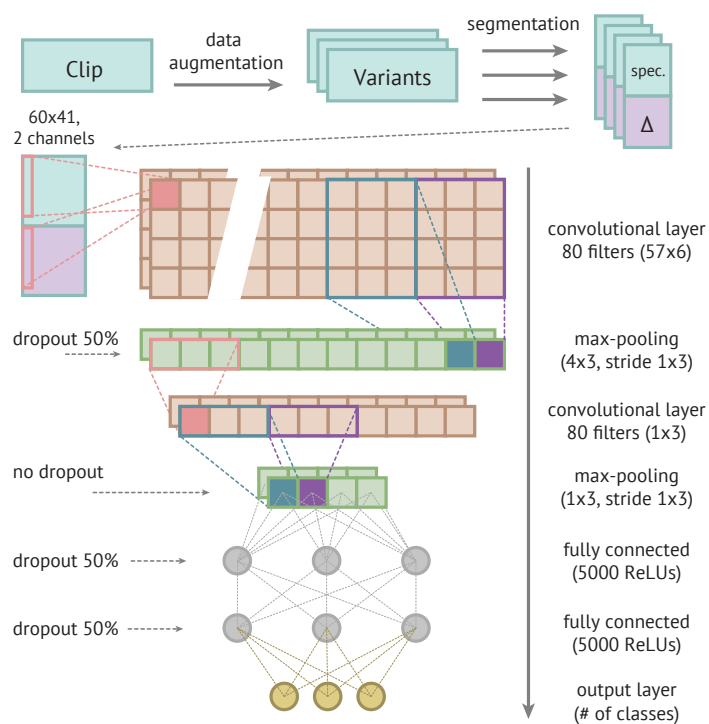 Clip
data
augmentation
Variants
segmentation
spec.
Δ
60x41,
2 channels
convolutional layer
80 filters (57x6)
dropout 50%
max-pooling
(4x3, stride 1x3)
convolutional layer
80 filters (1x3)
no dropout
max-pooling
(1x3, stride 1x3)
dropout 50%
fully connected
(5000 ReLUs)
dropout 50%
fully connected
(5000 ReLUs)
output layer
(# of classes)